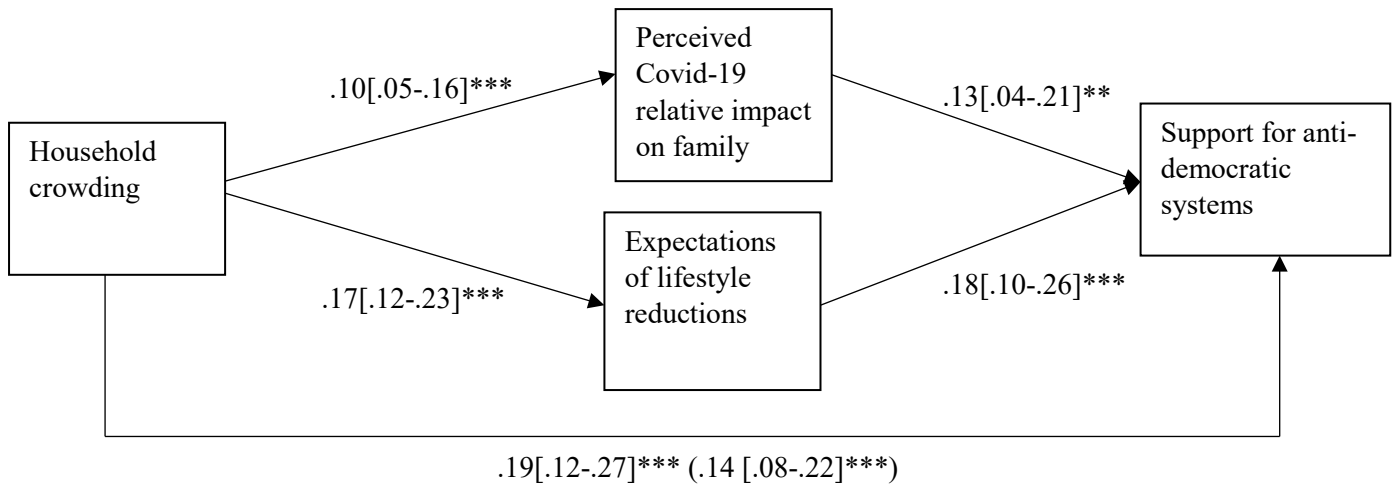 Perceived
Covid-19
relative impact
on family
.10[.05-.16]***
.13[.04-.21]**
Household
crowding
Support for anti-
democratic
systems
Expectations
of lifestyle
reductions
.17[.12-.23]***
.18[.10-.26]***
.19[.12-.27]*** (.14 [.08-.22]***)